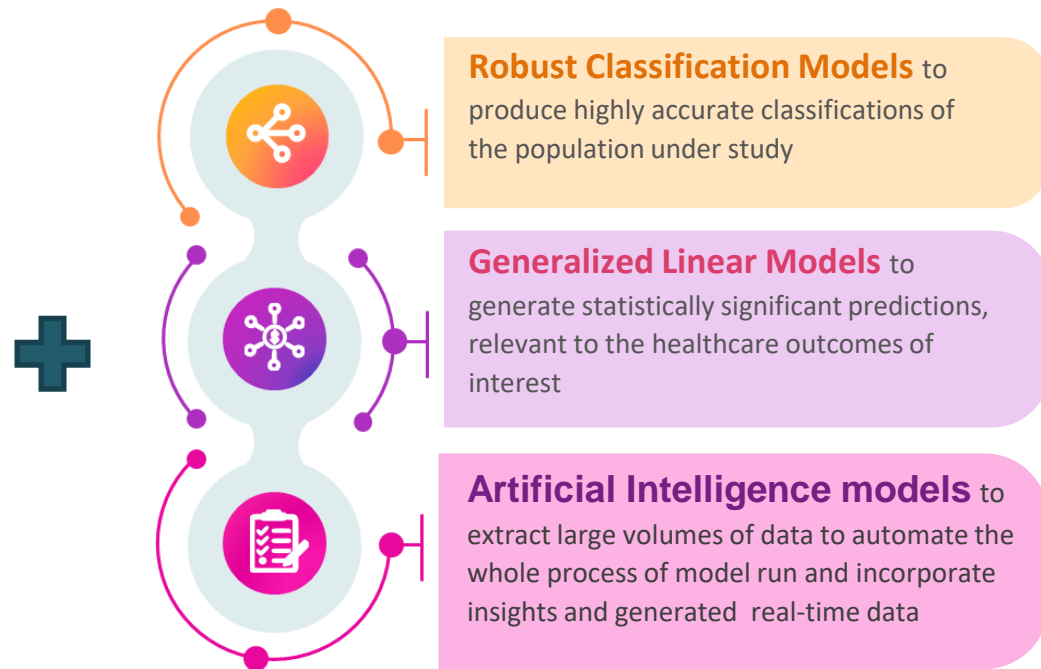 Robust Classification Models to
produce highly accurate classifications of
the population under study
Generalized Linear Models to
generate statistically significant predictions,
relevant to the healthcare outcomes of
interest
Artificial Intelligence models to
extract large volumes of data to automate the
whole process of model run and incorporate
insights and generated  real-time data